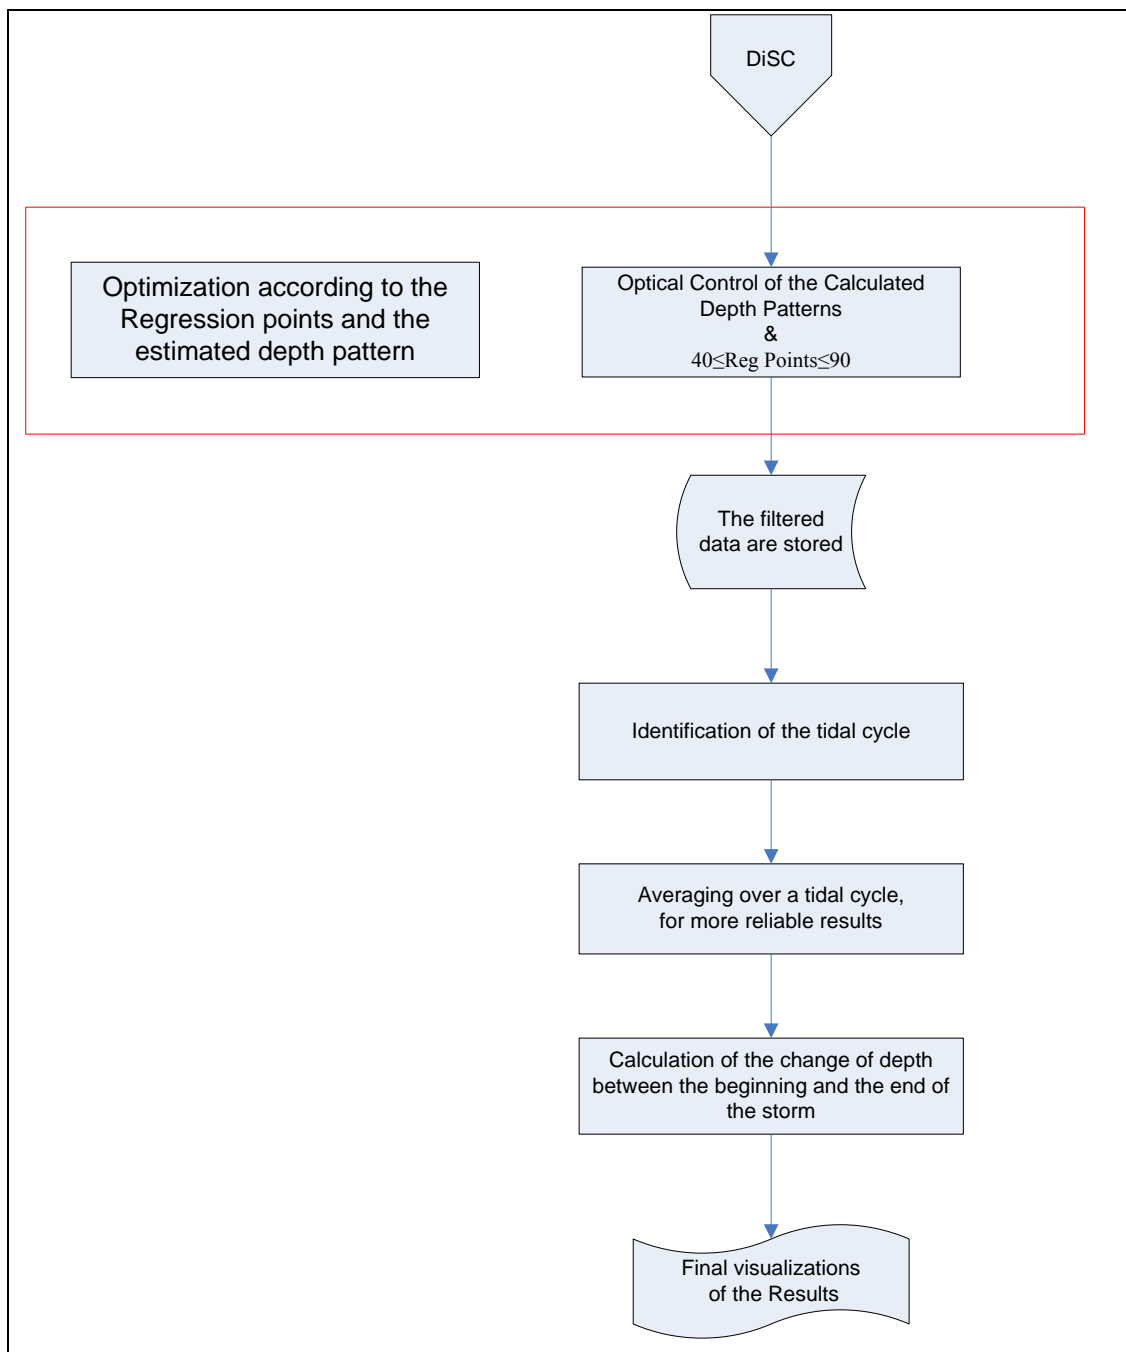 DiSC
Optimization according to the
Regression points and the
estimated depth pattern
Optical Control of the Calculated
Depth Patterns
&
40≤Reg Points≤90
The filtered
data are stored
Identification of the tidal cycle
Averaging over a tidal cycle,
for more reliable results
Calculation of the change of depth
between the beginning and the end of
the storm
Final visualizations
of the Results